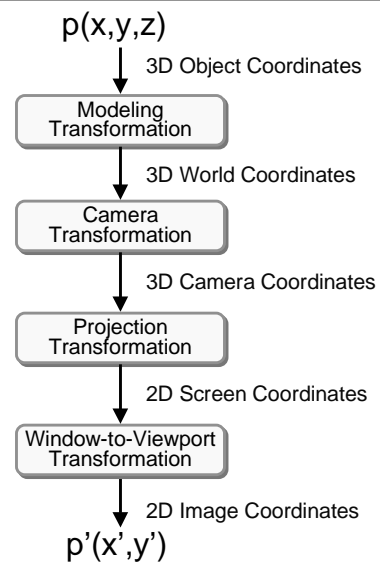 p(x,y,z)
3D Object Coordinates
Modeling
Transformation
3D World Coordinates
Camera
Transformation
3D Camera Coordinates
Projection
Transformation
2D Screen Coordinates
Window-to-Viewport
Transformation
2D Image Coordinates
p’(x’,y’)